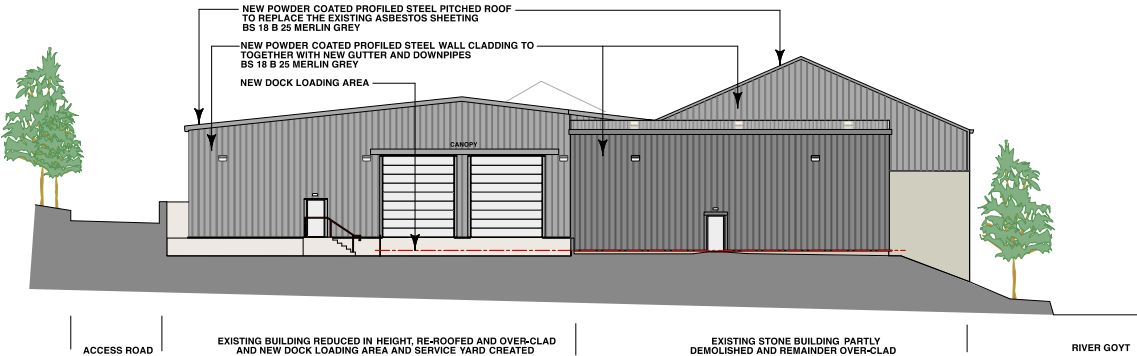 NEW POWDER COATED PROFILED STEEL PITCHED ROOF
TO REPLACE THE EXISTING ASBESTOS SHEETING
BS 18 B 25 MERLIN GREY
NEW POWDER COATED PROFILED STEEL WALL CLADDING TO
TOGETHER WITH NEW GUTTER AND DOWNPIPES
BS 18 B 25 MERLIN GREY
NEW DOCK LOADING AREA
CANOPY
ACCESS ROAD
EXISTING BUILDING REDUCED IN HEIGHT, RE-ROOFED AND OVER-CLAD
AND NEW DOCK LOADING AREA AND SERVICE YARD CREATED
EXISTING STONE BUILDING PARTLY
DEMOLISHED AND REMAINDER OVER-CLAD
RIVER GOYT